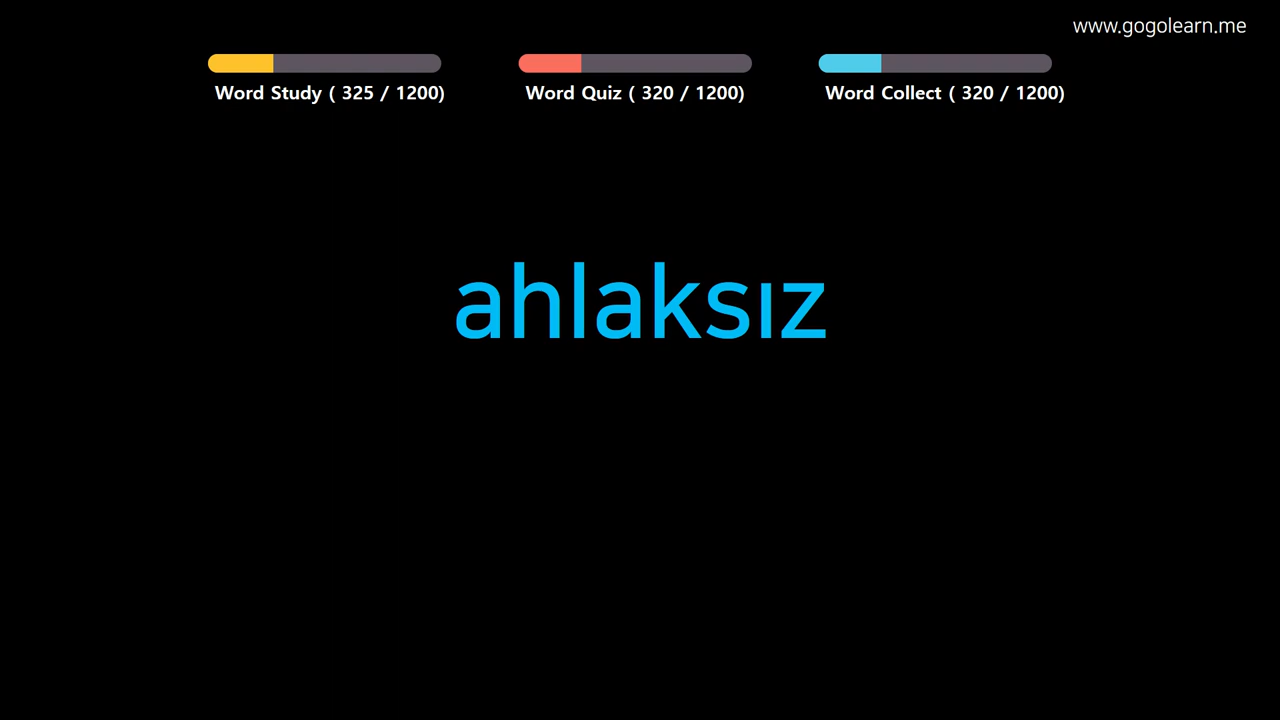 www.gogolearn.me
Word Study ( 325 / 1200)
Word Quiz ( 320 / 1200)
Word Collect ( 320 / 1200)
ahlaksız